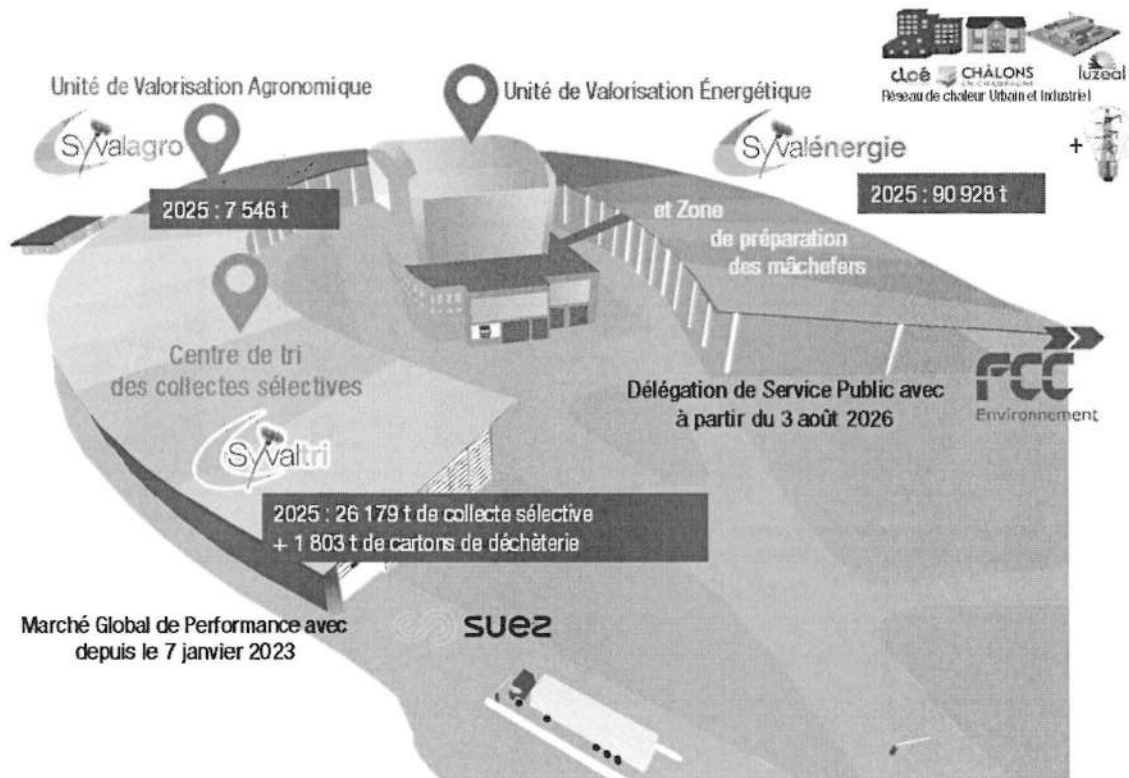 cloé
CHÂLONS
EN CHAMPAGNE
luzeal
Réseau de chaleur Urbain et Industriel
+
Unité de Valorisation Agronomique
Syvalagro
2025 : 7 546 t
Unité de Valorisation Énergétique
Syvalénergie
2025 : 90 928 t
et Zone
de préparation
des mâchefers
Centre de tri
des collectes sélectives
Syvaltri
2025 : 26 179 t de collecte sélective
+ 1 803 t de cartons de déchèterie
Délégation de Service Public avec
à partir du 3 août 2026
FCC
Environnement
Marché Global de Performance avec
depuis le 7 janvier 2023
suez